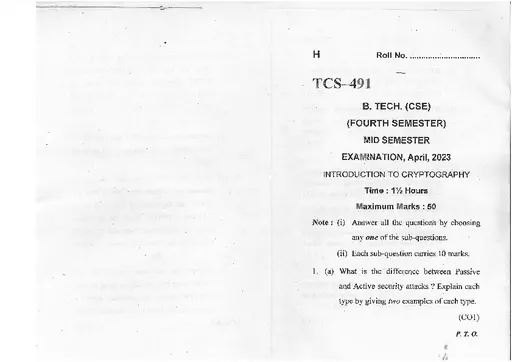 H Roll No. ..............................
TCS-491
B. TECH. (CSE)
(FOURTH SEMESTER)
MID SEMESTER
EXAMINATION, April, 2023
INTRODUCTION TO CRYPTOGRAPHY
Time : 1½ Hours
Maximum Marks : 50
Note : (i) Answer all the questions by choosing
any one of the sub-questions.
(ii) Each sub-question carries 10 marks.
1. (a) What is the difference between Passive
and Active security attacks ? Explain each
type by giving two examples of each type.
(CO1)
P. T. O.